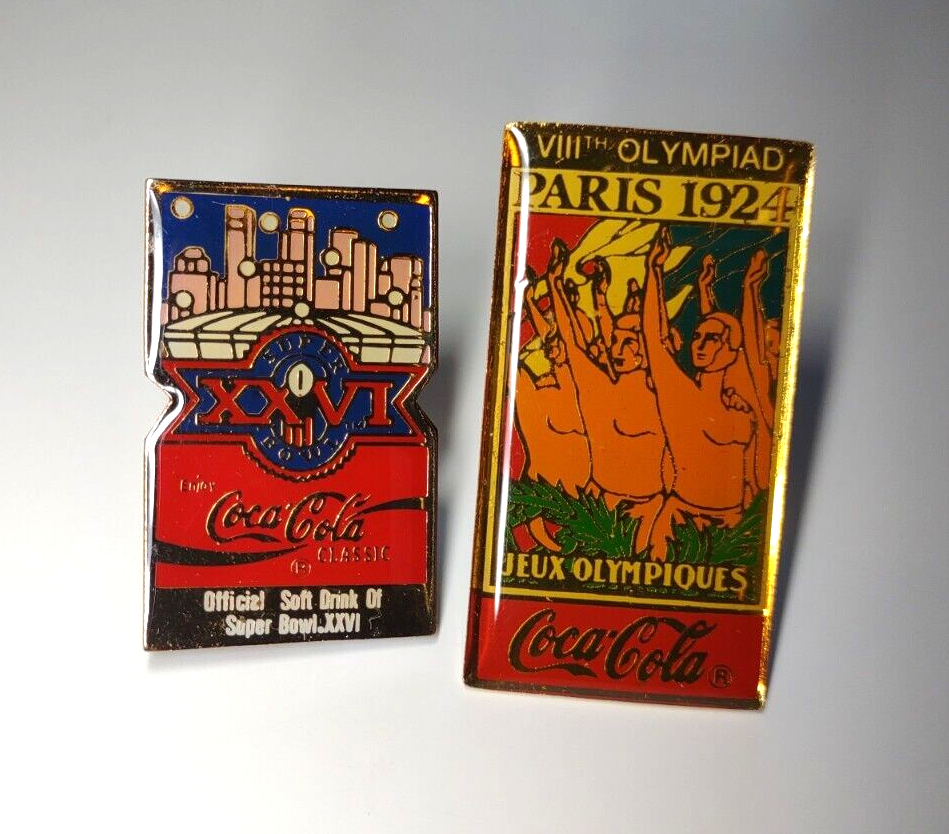 SUPER
XXVI
BOWL
Enjoy
Coca-Cola
CLASSIC
®
Official Soft Drink Of
Super Bowl.XXVI
VIIITH OLYMPIAD
PARIS 1924
JEUX OLYMPIQUES
Coca-Cola ®